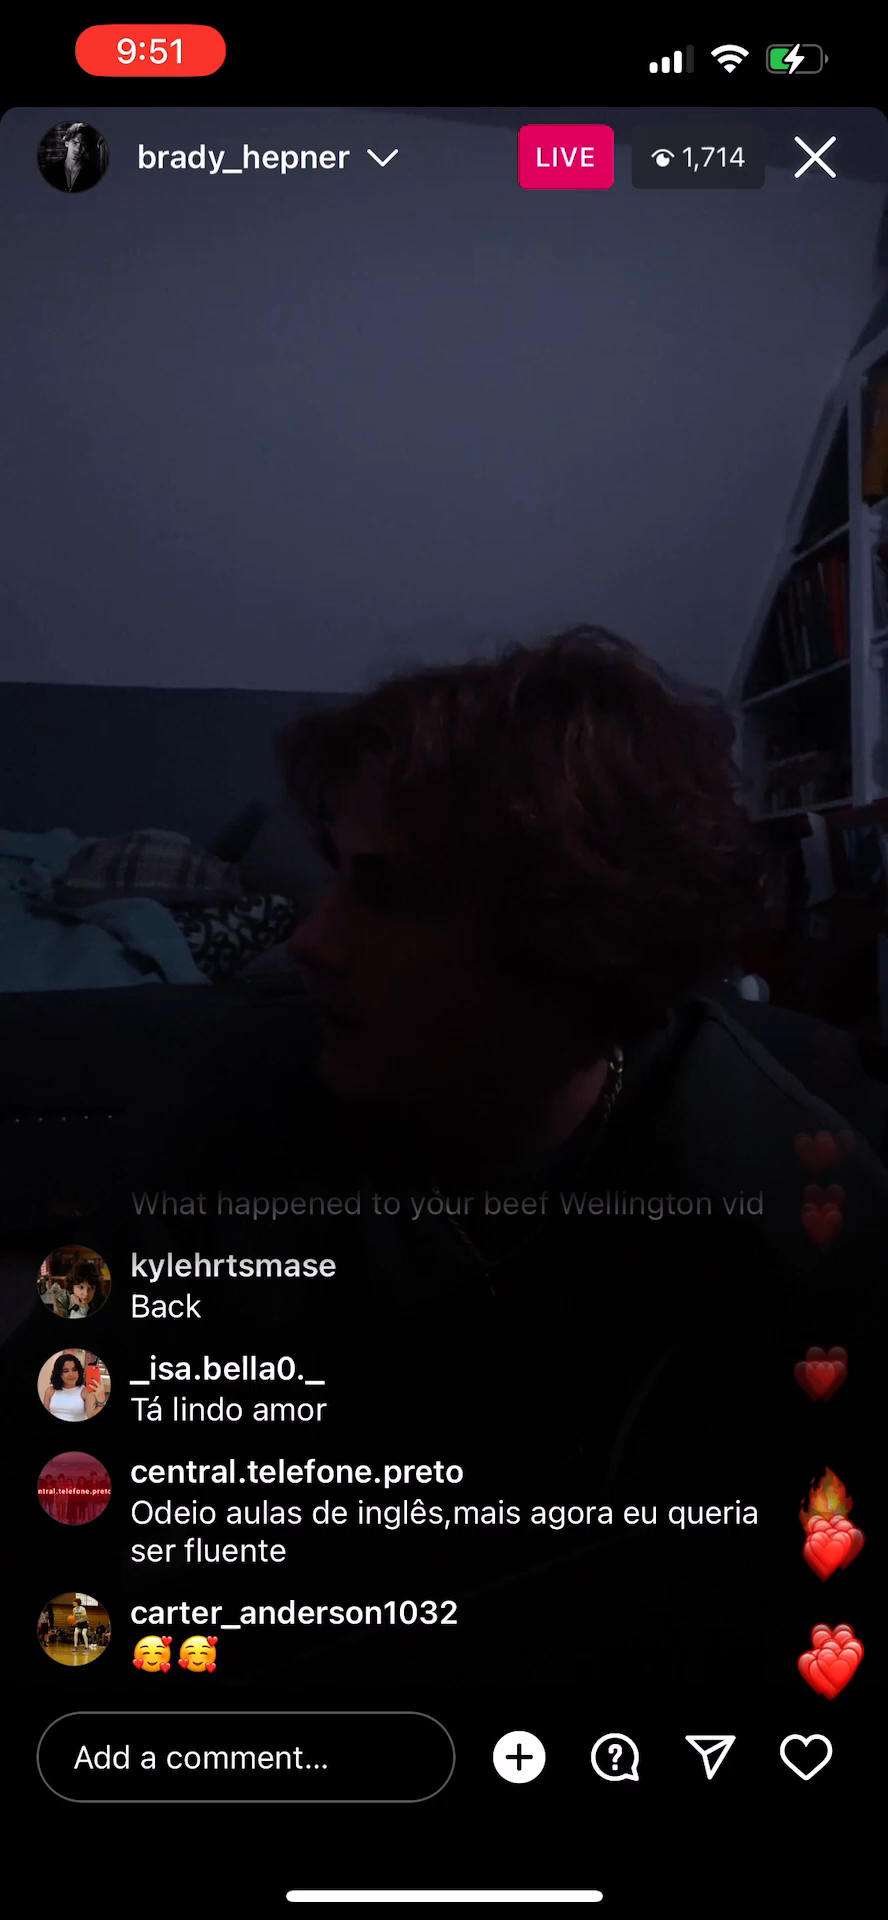 9:51
brady_hepner
LIVE
1,714
What happened to your beef Wellington vid
kylehrtsmase
Back
_isa.bella0._
Tá lindo amor
central.telefone.preto
Odeio aulas de inglês,mais agora eu queria
ser fluente
carter_anderson1032
🥰🥰
Add a comment...